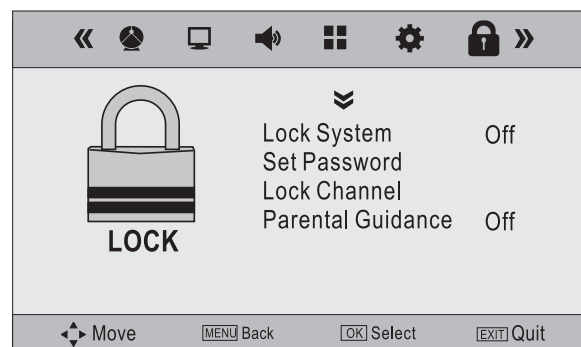 Lock System Off
Set Password
Lock Channel
Parental Guidance Off
LOCK
Move MENU Back OK Select EXIT Quit